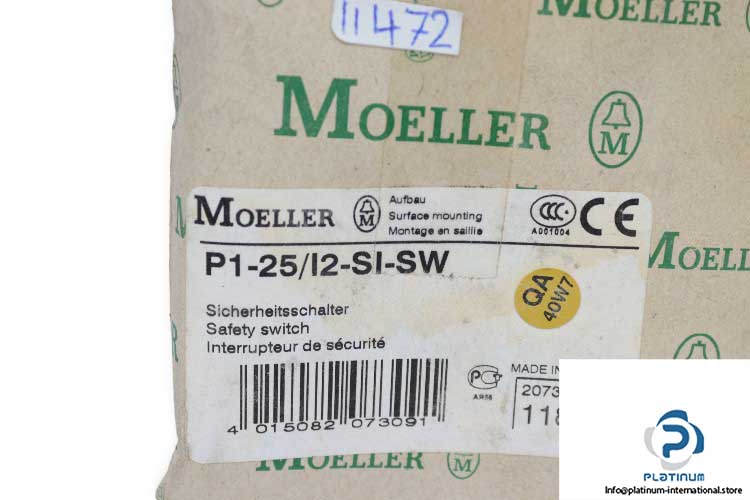 11472
MOELLER
MOELLER
M
MOELLER
M
Aufbau
Surface mounting
Montage en saillie
CCC
A001004
CE
P1-25/I2-SI-SW
MOELL
QA
40W7
Sicherheitsschalter
Safety switch
Interrupteur de sécurité
MADE IN
2073
118
4 015082 073091
MOELLER
M
PLATINUM
Info@platinum-international.store